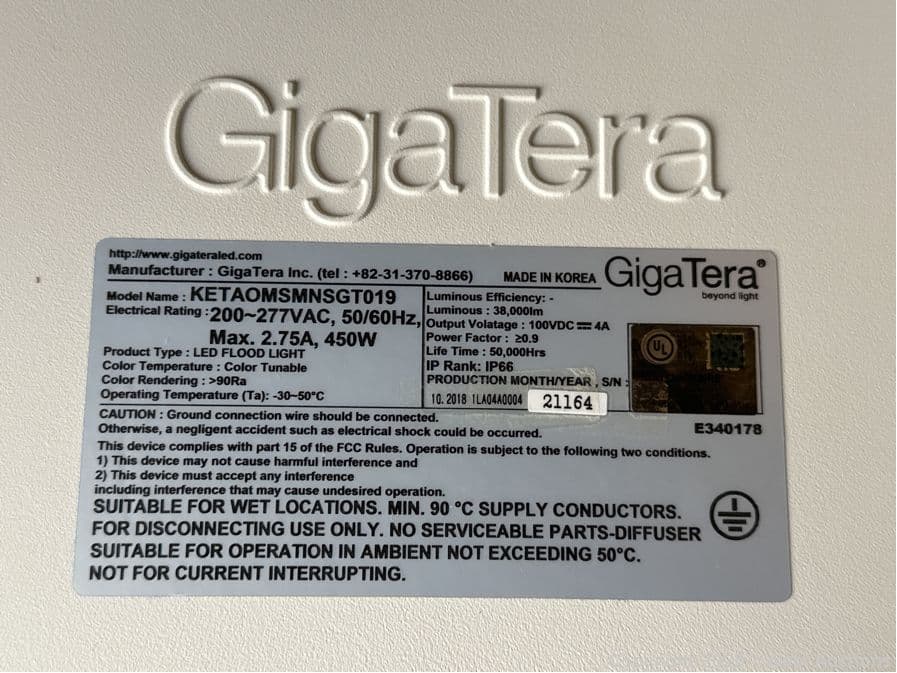 GigaTera
http://www.gigateraled.com
Manufacturer : GigaTera Inc. (tel : +82-31-370-8866) MADE IN KOREA GigaTera®
beyond light
Model Name : KETAOMSMNSGT019
Electrical Rating : 200~277VAC, 50/60Hz,
Max. 2.75A, 450W
Product Type : LED FLOOD LIGHT
Color Temperature : Color Tunable
Color Rendering : >90Ra
Operating Temperature (Ta): -30~50°C
Luminous Efficiency: -
Luminous : 38,000lm
Output Volatage : 100VDC ⎓ 4A
Power Factor : ≥0.9
Life Time : 50,000Hrs
IP Rank: IP66
PRODUCTION MONTH/YEAR , S/N :
10. 2018 1LA04A0004 21164
UL
E340178
CAUTION : Ground connection wire should be connected.
Otherwise, a negligent accident such as electrical shock could be occurred.
This device complies with part 15 of the FCC Rules. Operation is subject to the following two conditions.
1) This device may not cause harmful interference and
2) This device must accept any interference
including interference that may cause undesired operation.
SUITABLE FOR WET LOCATIONS. MIN. 90 °C SUPPLY CONDUCTORS.
FOR DISCONNECTING USE ONLY. NO SERVICEABLE PARTS-DIFFUSER
SUITABLE FOR OPERATION IN AMBIENT NOT EXCEEDING 50°C.
NOT FOR CURRENT INTERRUPTING.